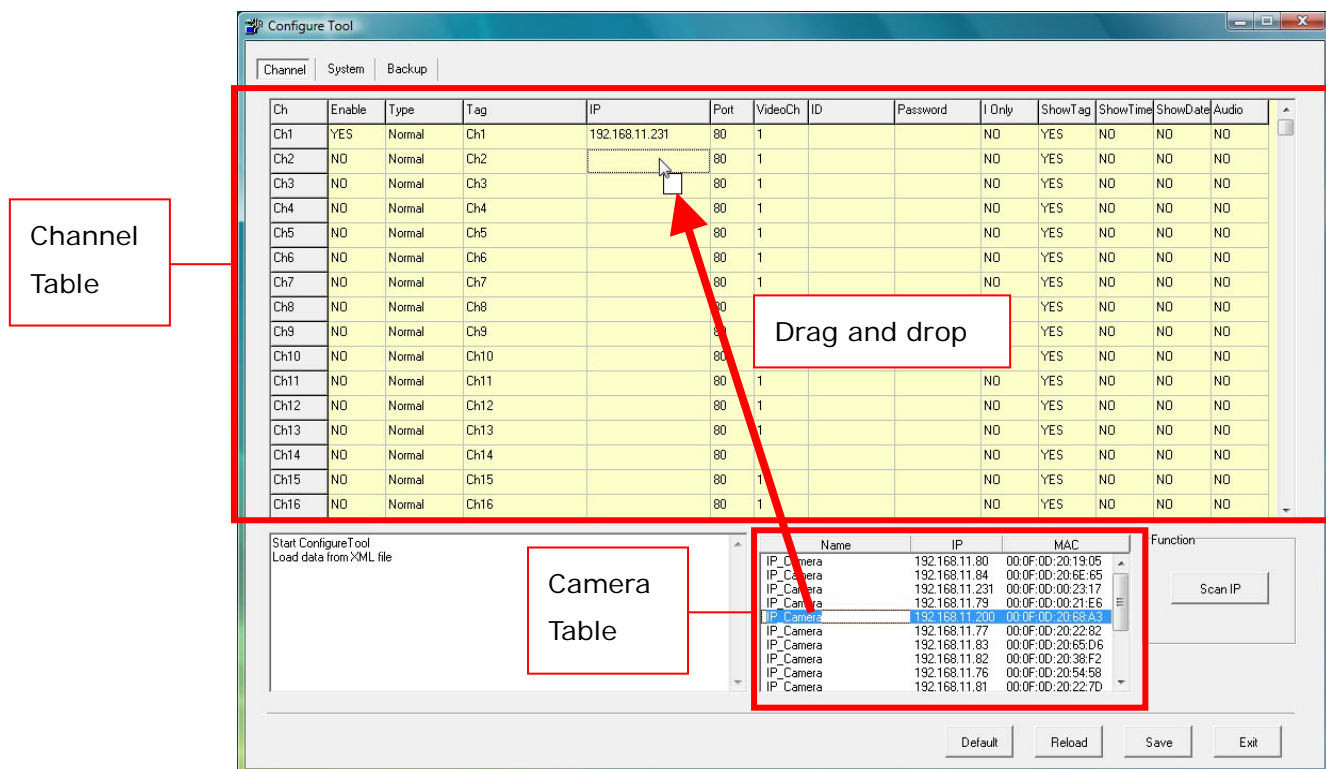 Configure Tool
Channel System Backup
Ch Enable Type Tag IP Port VideoCh ID Password I Only ShowTag ShowTime ShowDate Audio
Ch1 YES Normal Ch1 192.168.11.231 80 1 NO YES NO NO NO
Ch2 NO Normal Ch2 80 1 NO YES NO NO NO
Ch3 NO Normal Ch3 80 1 NO YES NO NO NO
Ch4 NO Normal Ch4 80 1 NO YES NO NO NO
Ch5 NO Normal Ch5 80 1 NO YES NO NO NO
Ch6 NO Normal Ch6 80 1 NO YES NO NO NO
Ch7 NO Normal Ch7 80 1 NO YES NO NO NO
Ch8 NO Normal Ch8 80 YES NO NO NO
Ch9 NO Normal Ch9 80 YES NO NO NO
Ch10 NO Normal Ch10 80 YES NO NO NO
Ch11 NO Normal Ch11 80 1 NO YES NO NO NO
Ch12 NO Normal Ch12 80 1 NO YES NO NO NO
Ch13 NO Normal Ch13 80 1 NO YES NO NO NO
Ch14 NO Normal Ch14 80 NO YES NO NO NO
Ch15 NO Normal Ch15 80 1 NO YES NO NO NO
Ch16 NO Normal Ch16 80 1 NO YES NO NO NO
Channel
Table
Drag and drop
Start ConfigureTool
Load data from XML file
Camera
Table
Name IP MAC
IP_Camera 192.168.11.80 00:0F:0D:20:19:05
IP_Camera 192.168.11.84 00:0F:0D:20:6E:65
IP_Camera 192.168.11.231 00:0F:0D:00:23:17
IP_Camera 192.168.11.79 00:0F:0D:00:21:E6
IP_Camera 192.168.11.200 00:0F:0D:20:68:A3
IP_Camera 192.168.11.77 00:0F:0D:20:22:82
IP_Camera 192.168.11.83 00:0F:0D:20:65:D6
IP_Camera 192.168.11.82 00:0F:0D:20:38:F2
IP_Camera 192.168.11.76 00:0F:0D:20:54:58
IP_Camera 192.168.11.81 00:0F:0D:20:22:7D
Function
Scan IP
Default Reload Save Exit